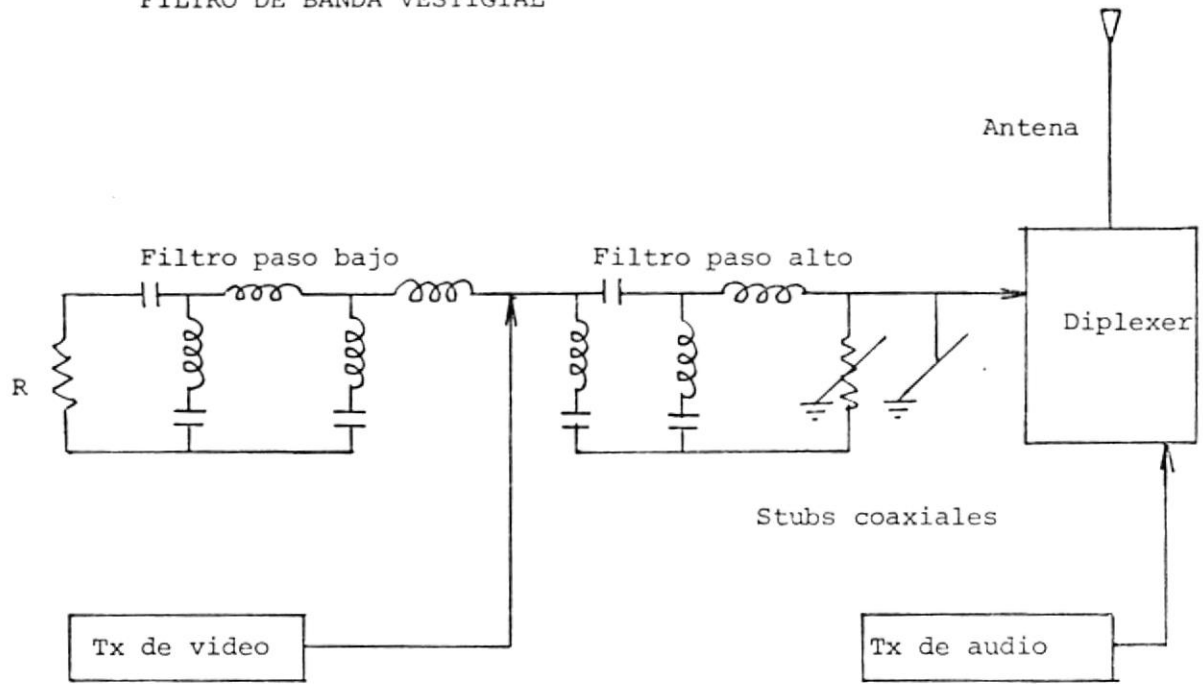 FILTRO DE BANDA VESTIGIAL
Antena
Filtro paso bajo
Filtro paso alto
Diplexer
R
Stubs coaxiales
Tx de video
Tx de audio